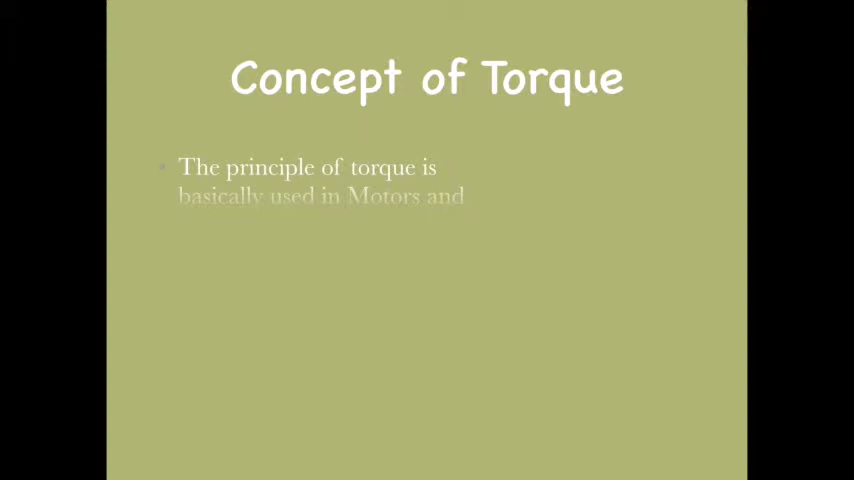 Concept of Torque
• The principle of torque is
basically used in Motors and